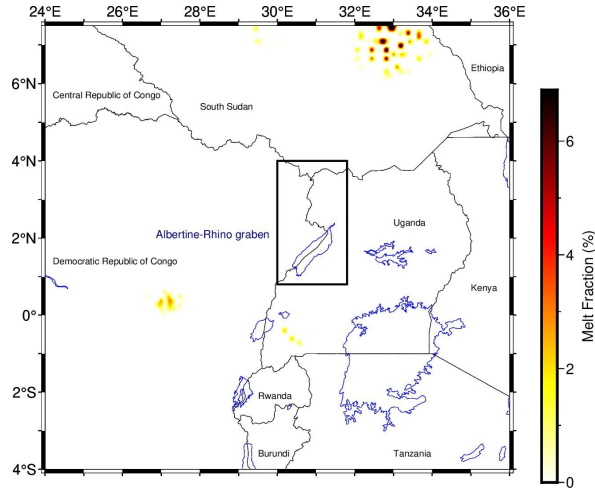 24°E 26°E 28°E 30°E 32°E 34°E 36°E
6°N
4°N
2°N
0°
2°S
4°S
Ethiopia
Central Republic of Congo
South Sudan
Uganda
Albertine-Rhino graben
Democratic Republic of Congo
Kenya
Rwanda
Burundi
Tanzania
6
4
2
0
Melt Fraction (%)